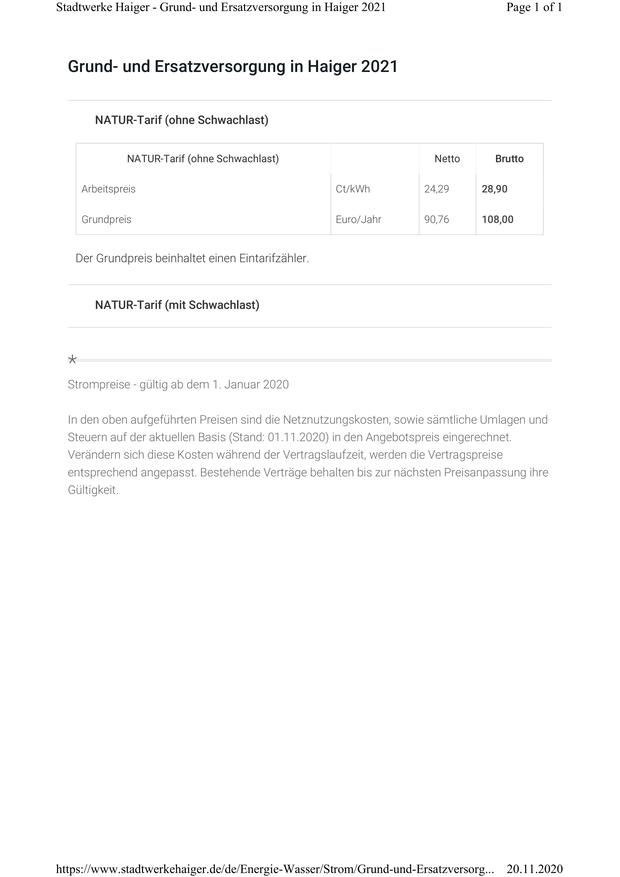 Stadtwerke Haiger - Grund- und Ersatzversorgung in Haiger 2021 Page 1 of 1
Grund- und Ersatzversorgung in Haiger 2021
NATUR-Tarif (ohne Schwachlast)
NATUR-Tarif (ohne Schwachlast) Netto Brutto
Arbeitspreis Ct/kWh 24,29 28,90
Grundpreis Euro/Jahr 90,76 108,00
Der Grundpreis beinhaltet einen Eintarifzähler.
NATUR-Tarif (mit Schwachlast)
*
Strompreise - gültig ab dem 1. Januar 2020
In den oben aufgeführten Preisen sind die Netznutzungskosten, sowie sämtliche Umlagen und
Steuern auf der aktuellen Basis (Stand: 01.11.2020) in den Angebotspreis eingerechnet.
Verändern sich diese Kosten während der Vertragslaufzeit, werden die Vertragspreise
entsprechend angepasst. Bestehende Verträge behalten bis zur nächsten Preisanpassung ihre
Gültigkeit.
https://www.stadtwerkehaiger.de/de/Energie-Wasser/Strom/Grund-und-Ersatzversorg... 20.11.2020